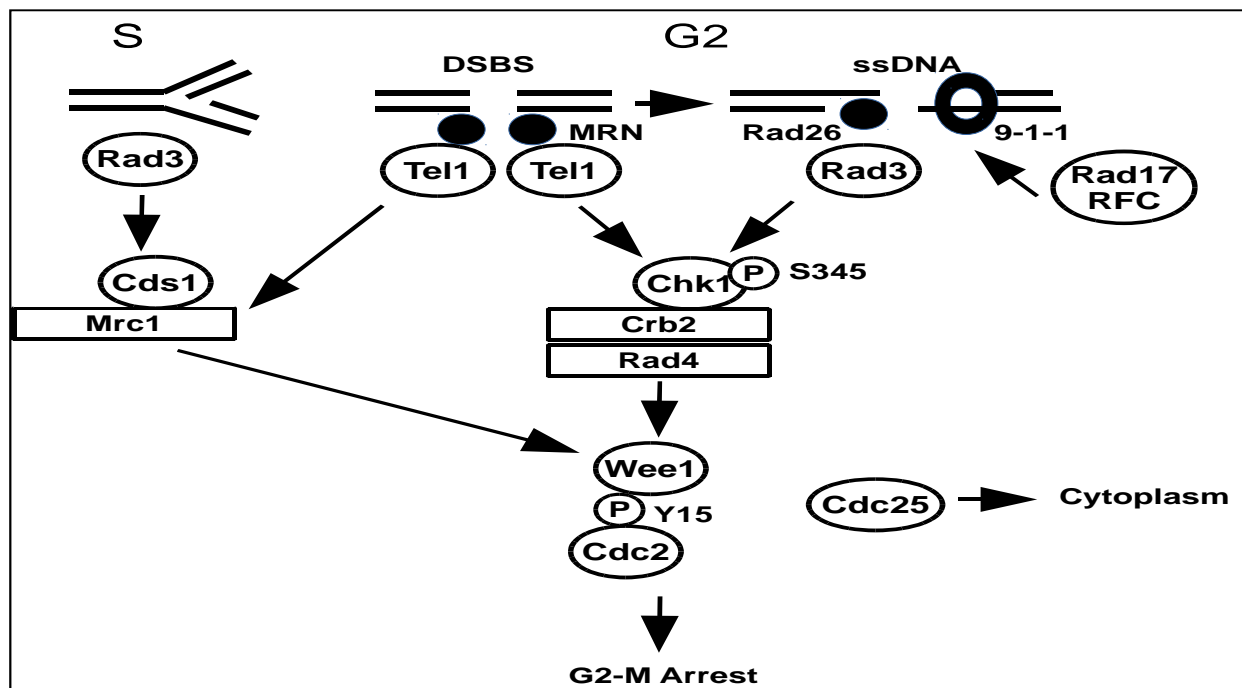 S
G2
DSBS
ssDNA
MRN
Rad26
9-1-1
Rad3
Tel1
Tel1
Rad3
Rad17
RFC
Cds1
Chk1
P
S345
Mrc1
Crb2
Rad4
Wee1
P
Y15
Cdc25
Cytoplasm
Cdc2
G2-M Arrest